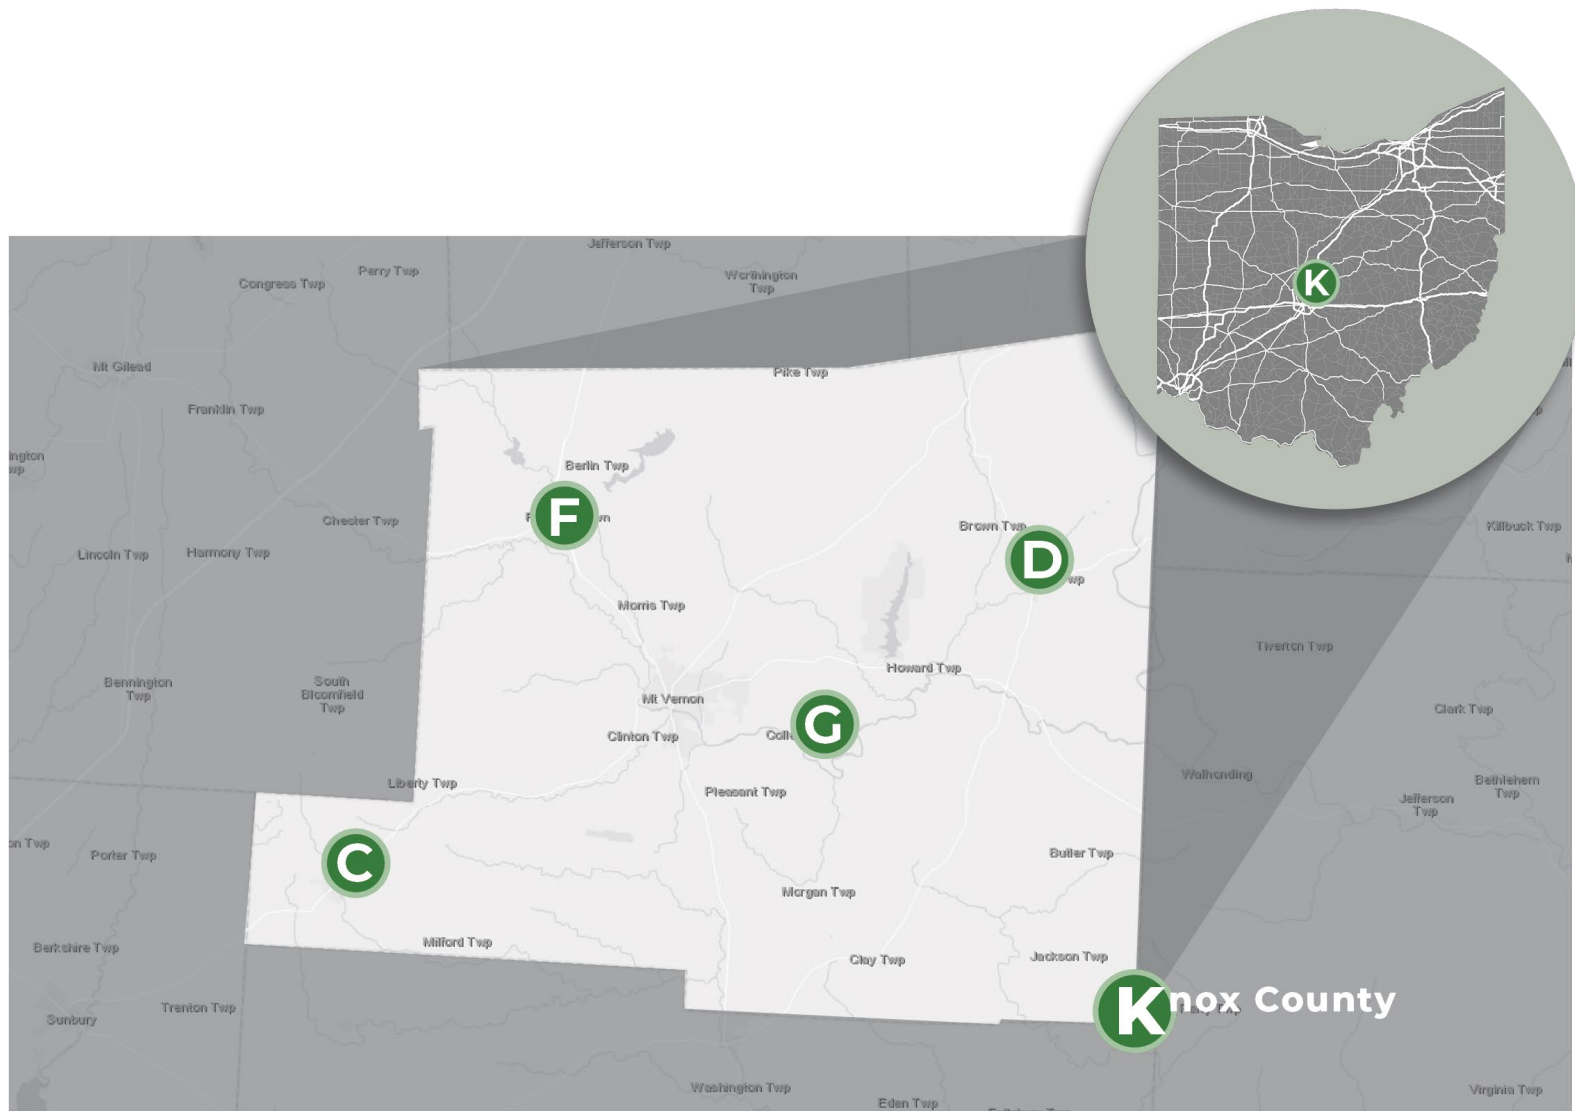 Jefferson Twp
Perry Twp
Worthington
Twp
Congress Twp
K
Mt Gilead
Pike Twp
Franklin Twp
Berlin Twp
F
Chester Twp
Brown Twp
Killbuck Twp
Lincoln Twp
Harmony Twp
D
Morris Twp
Tiverton Twp
Howard Twp
Bennington
Twp
South
Bloomfield
Twp
Mt Vernon
Clark Twp
G
Clinton Twp
Liberty Twp
Pleasant Twp
Walhonding
Bethlehem
Twp
Jefferson
Twp
Porter Twp
C
Butler Twp
Morgan Twp
Berkshire Twp
Milford Twp
Clay Twp
Jackson Twp
Knox County
Trenton Twp
Sunbury
Washington Twp
Eden Twp
Virginia Twp